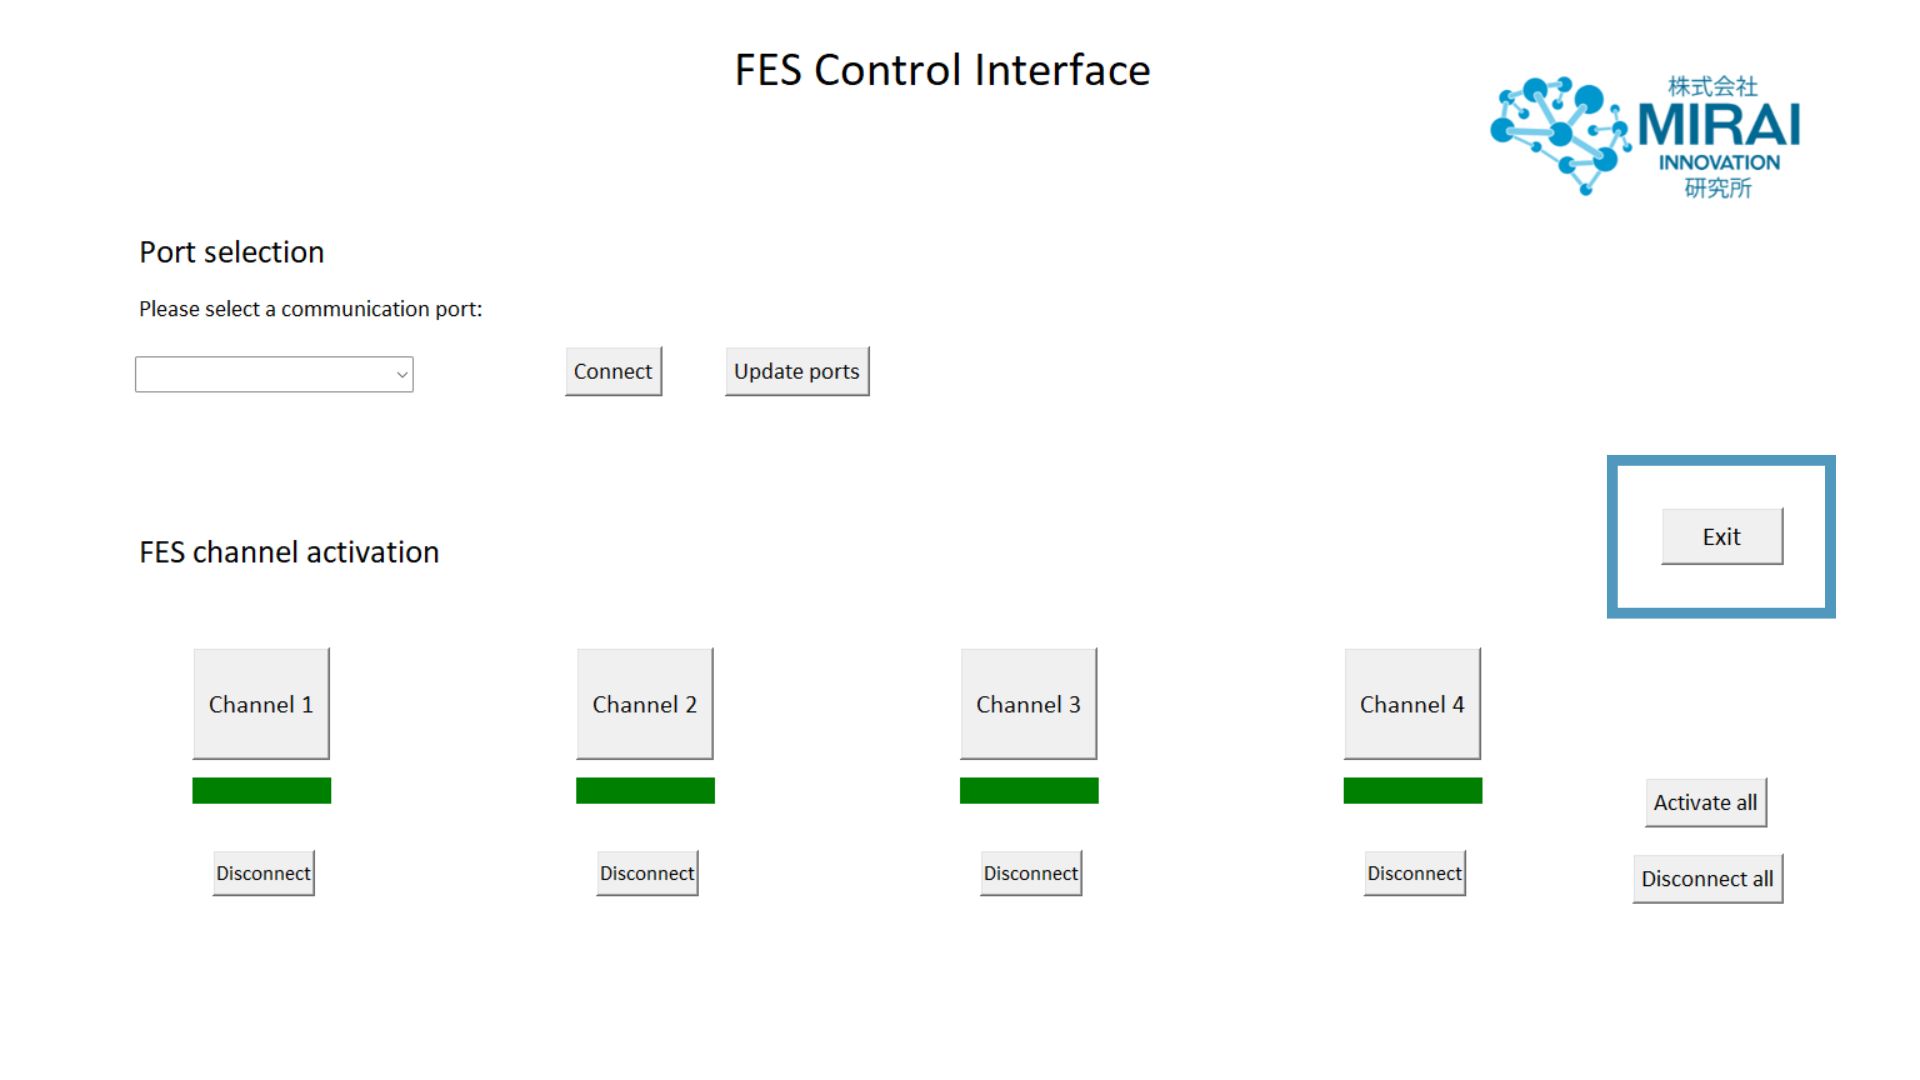 FES Control Interface
株式会社
MIRAI
INNOVATION
研究所
Port selection
Please select a communication port:
Connect
Update ports
Exit
FES channel activation
Channel 1
Channel 2
Channel 3
Channel 4
Activate all
Disconnect
Disconnect
Disconnect
Disconnect
Disconnect all